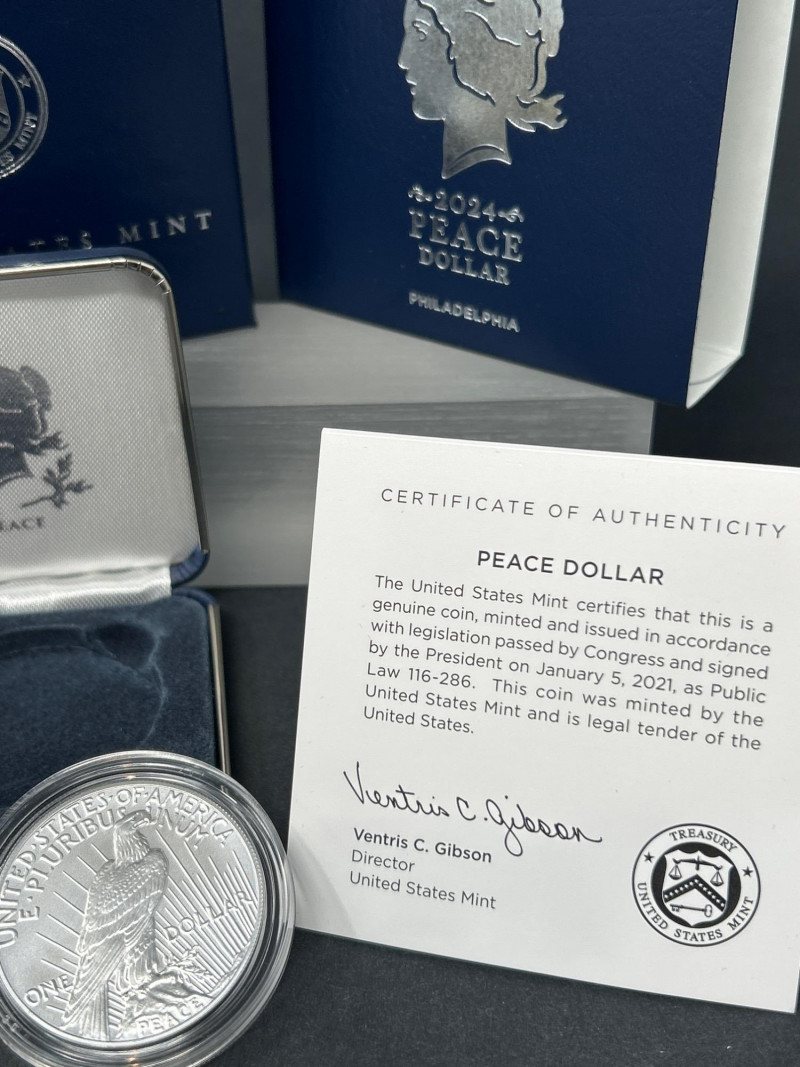 MINT
2024
PEACE
DOLLAR
PHILADELPHIA
CERTIFICATE OF AUTHENTICITY
PEACE DOLLAR
The United States Mint certifies that this is a
genuine coin, minted and issued in accordance
with legislation passed by Congress and signed
by the President on January 5, 2021, as Public
Law 116-286. This coin was minted by the
United States Mint and is legal tender of the
United States.
Ventris C. Gibson
Ventris C. Gibson
Director
United States Mint
TREASURY
UNITED STATES MINT
UNITED·STATES·OF·AMERICA
E·PLURIBUS·UNUM
ONE DOLLAR
PEACE